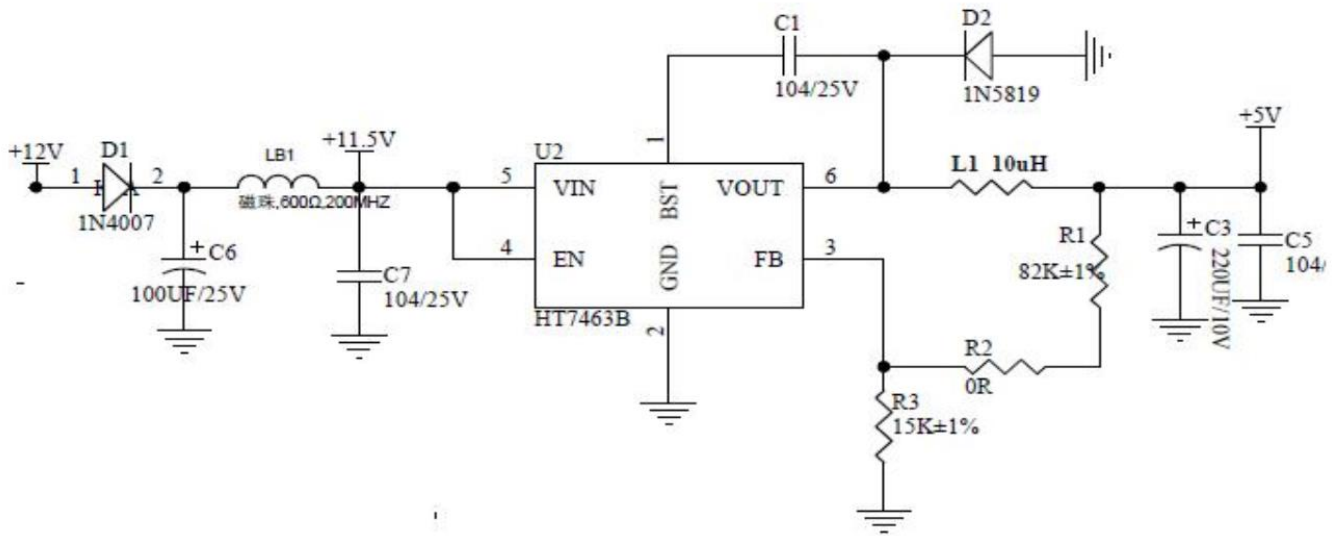 C1
104/25V
D2
1N5819
+12V
D1
1
2
1N4007
LB1
磁珠,600Ω,200MHZ
+11.5V
C6
100UF/25V
C7
104/25V
U2
5
VIN
4
EN
1
BST
GND
2
VOUT
6
FB
3
HT7463B
L1 10uH
+5V
R1
82K±1%
R2
0R
R3
15K±1%
C3
220UF/10V
C5
104/